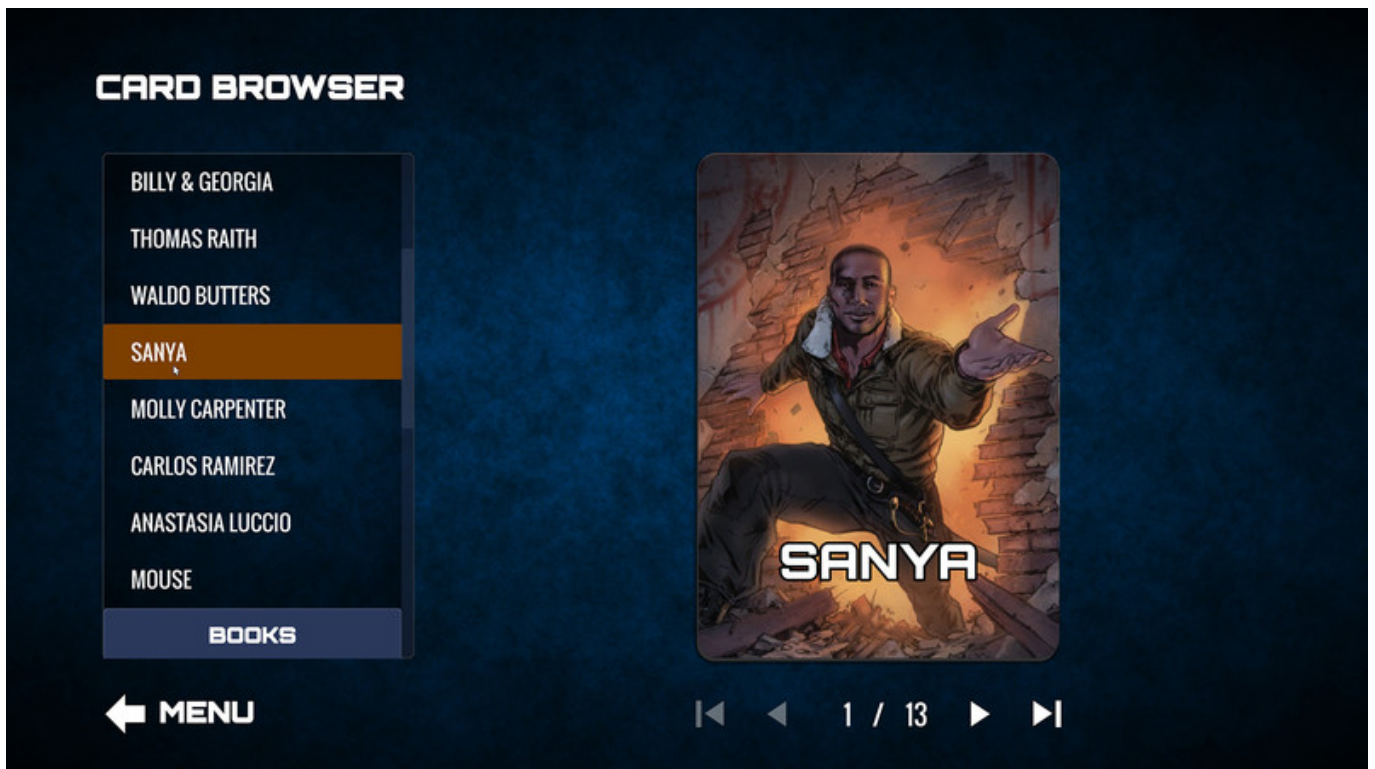 CARD BROWSER
BILLY & GEORGIA
THOMAS RAITH
WALDO BUTTERS
SANYA
MOLLY CARPENTER
CARLOS RAMIREZ
ANASTASIA LUCCIO
MOUSE
BOOKS
MENU
SANYA
1 / 13